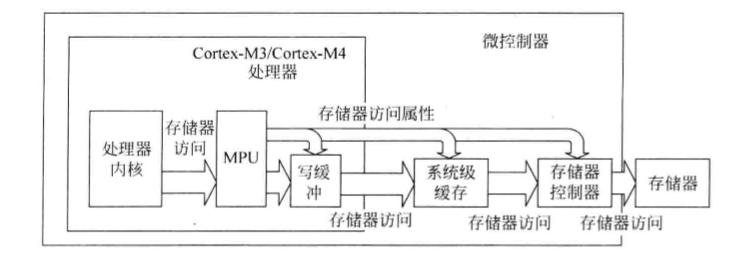 微控制器
Cortex-M3/Cortex-M4
处理器
存储器访问属性
处理器
内核
存储器
访问
MPU
写缓
冲
系统级
缓存
存储器
控制器
存储器
存储器访问
存储器访问
存储器访问